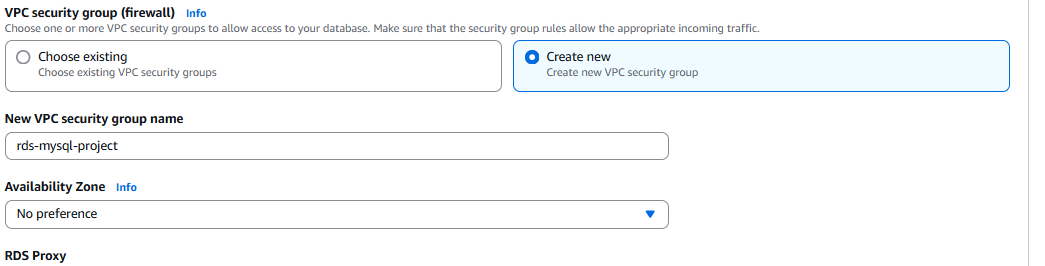 VPC security group (firewall) Info
Choose one or more VPC security groups to allow access to your database. Make sure that the security group rules allow the appropriate incoming traffic.
Choose existing
Choose existing VPC security groups
Create new
Create new VPC security group
New VPC security group name
rds-mysql-project
Availability Zone Info
No preference
RDS Proxy